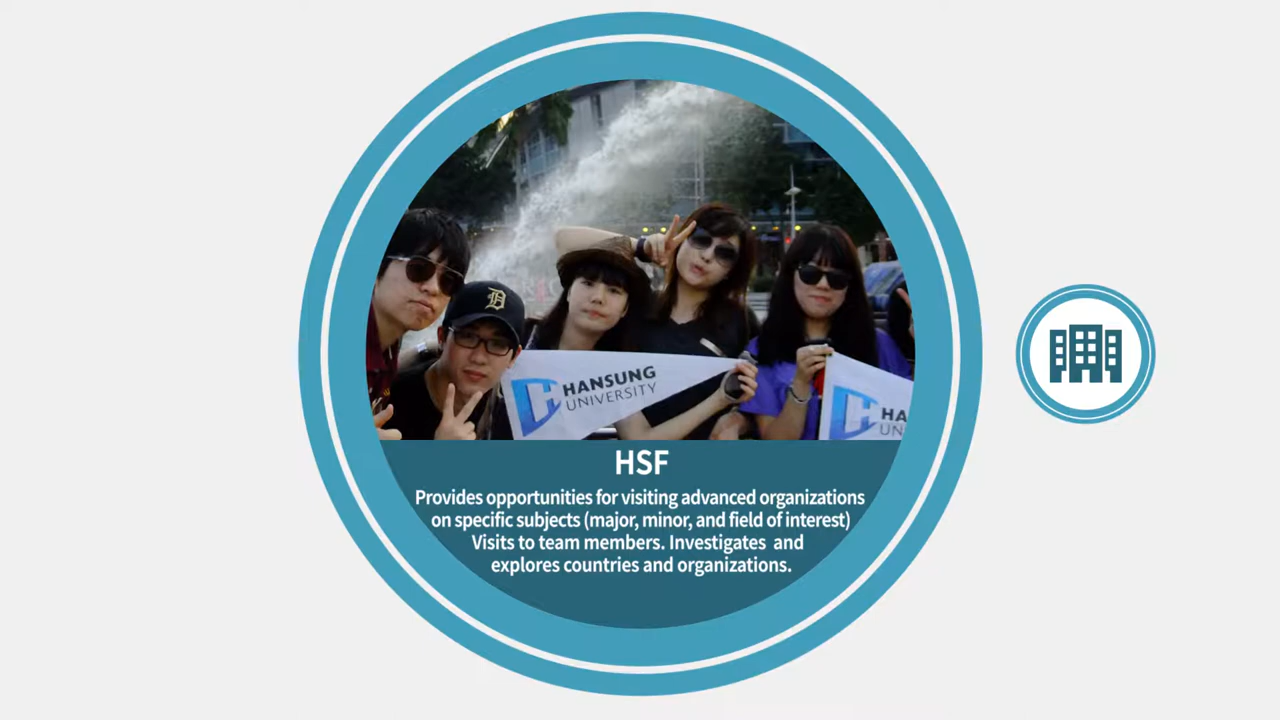 D
HANSUNG
UNIVERSITY
HA
UN
HSF
Provides opportunities for visiting advanced organizations
on specific subjects (major, minor, and field of interest)
Visits to team members. Investigates and
explores countries and organizations.